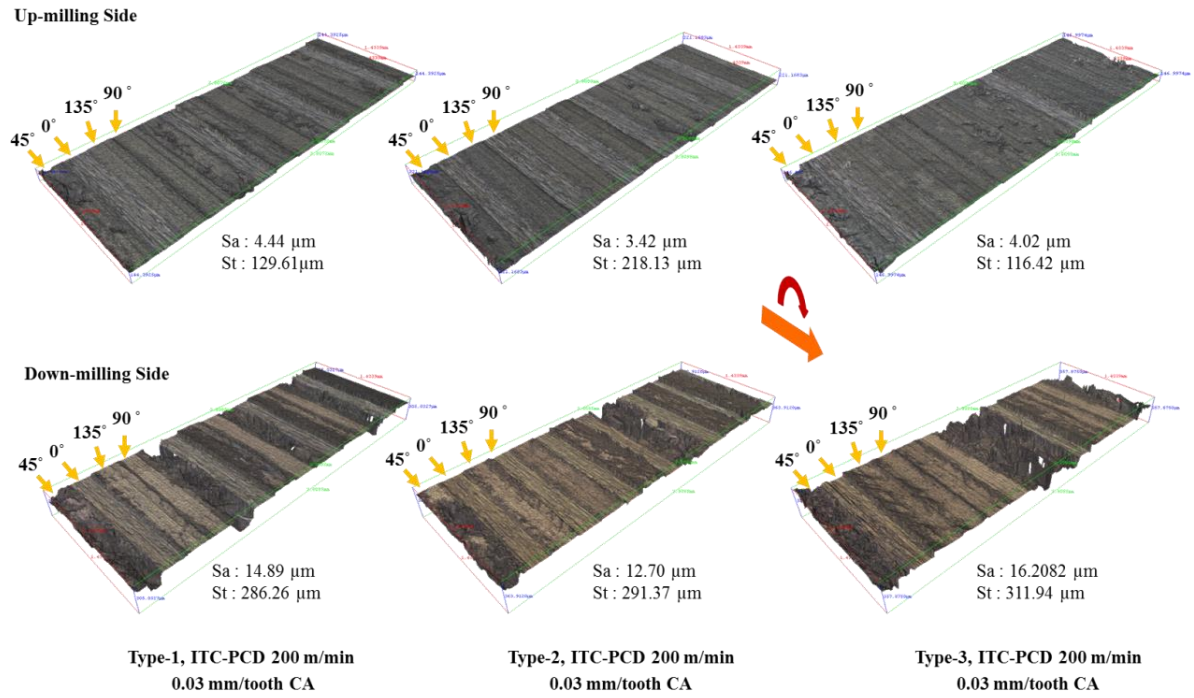 Up-milling Side
45° 0° 135° 90°
Sa : 4.44 µm
St : 129.61µm
45° 0° 135° 90°
Sa : 3.42 µm
St : 218.13 µm
45° 0° 135° 90°
Sa : 4.02 µm
St : 116.42 µm
Down-milling Side
45° 0° 135° 90°
Sa : 14.89 µm
St : 286.26 µm
45° 0° 135° 90°
Sa : 12.70 µm
St : 291.37 µm
45° 0° 135° 90°
Sa : 16.2082 µm
St : 311.94 µm
Type-1, ITC-PCD 200 m/min
0.03 mm/tooth CA
Type-2, ITC-PCD 200 m/min
0.03 mm/tooth CA
Type-3, ITC-PCD 200 m/min
0.03 mm/tooth CA